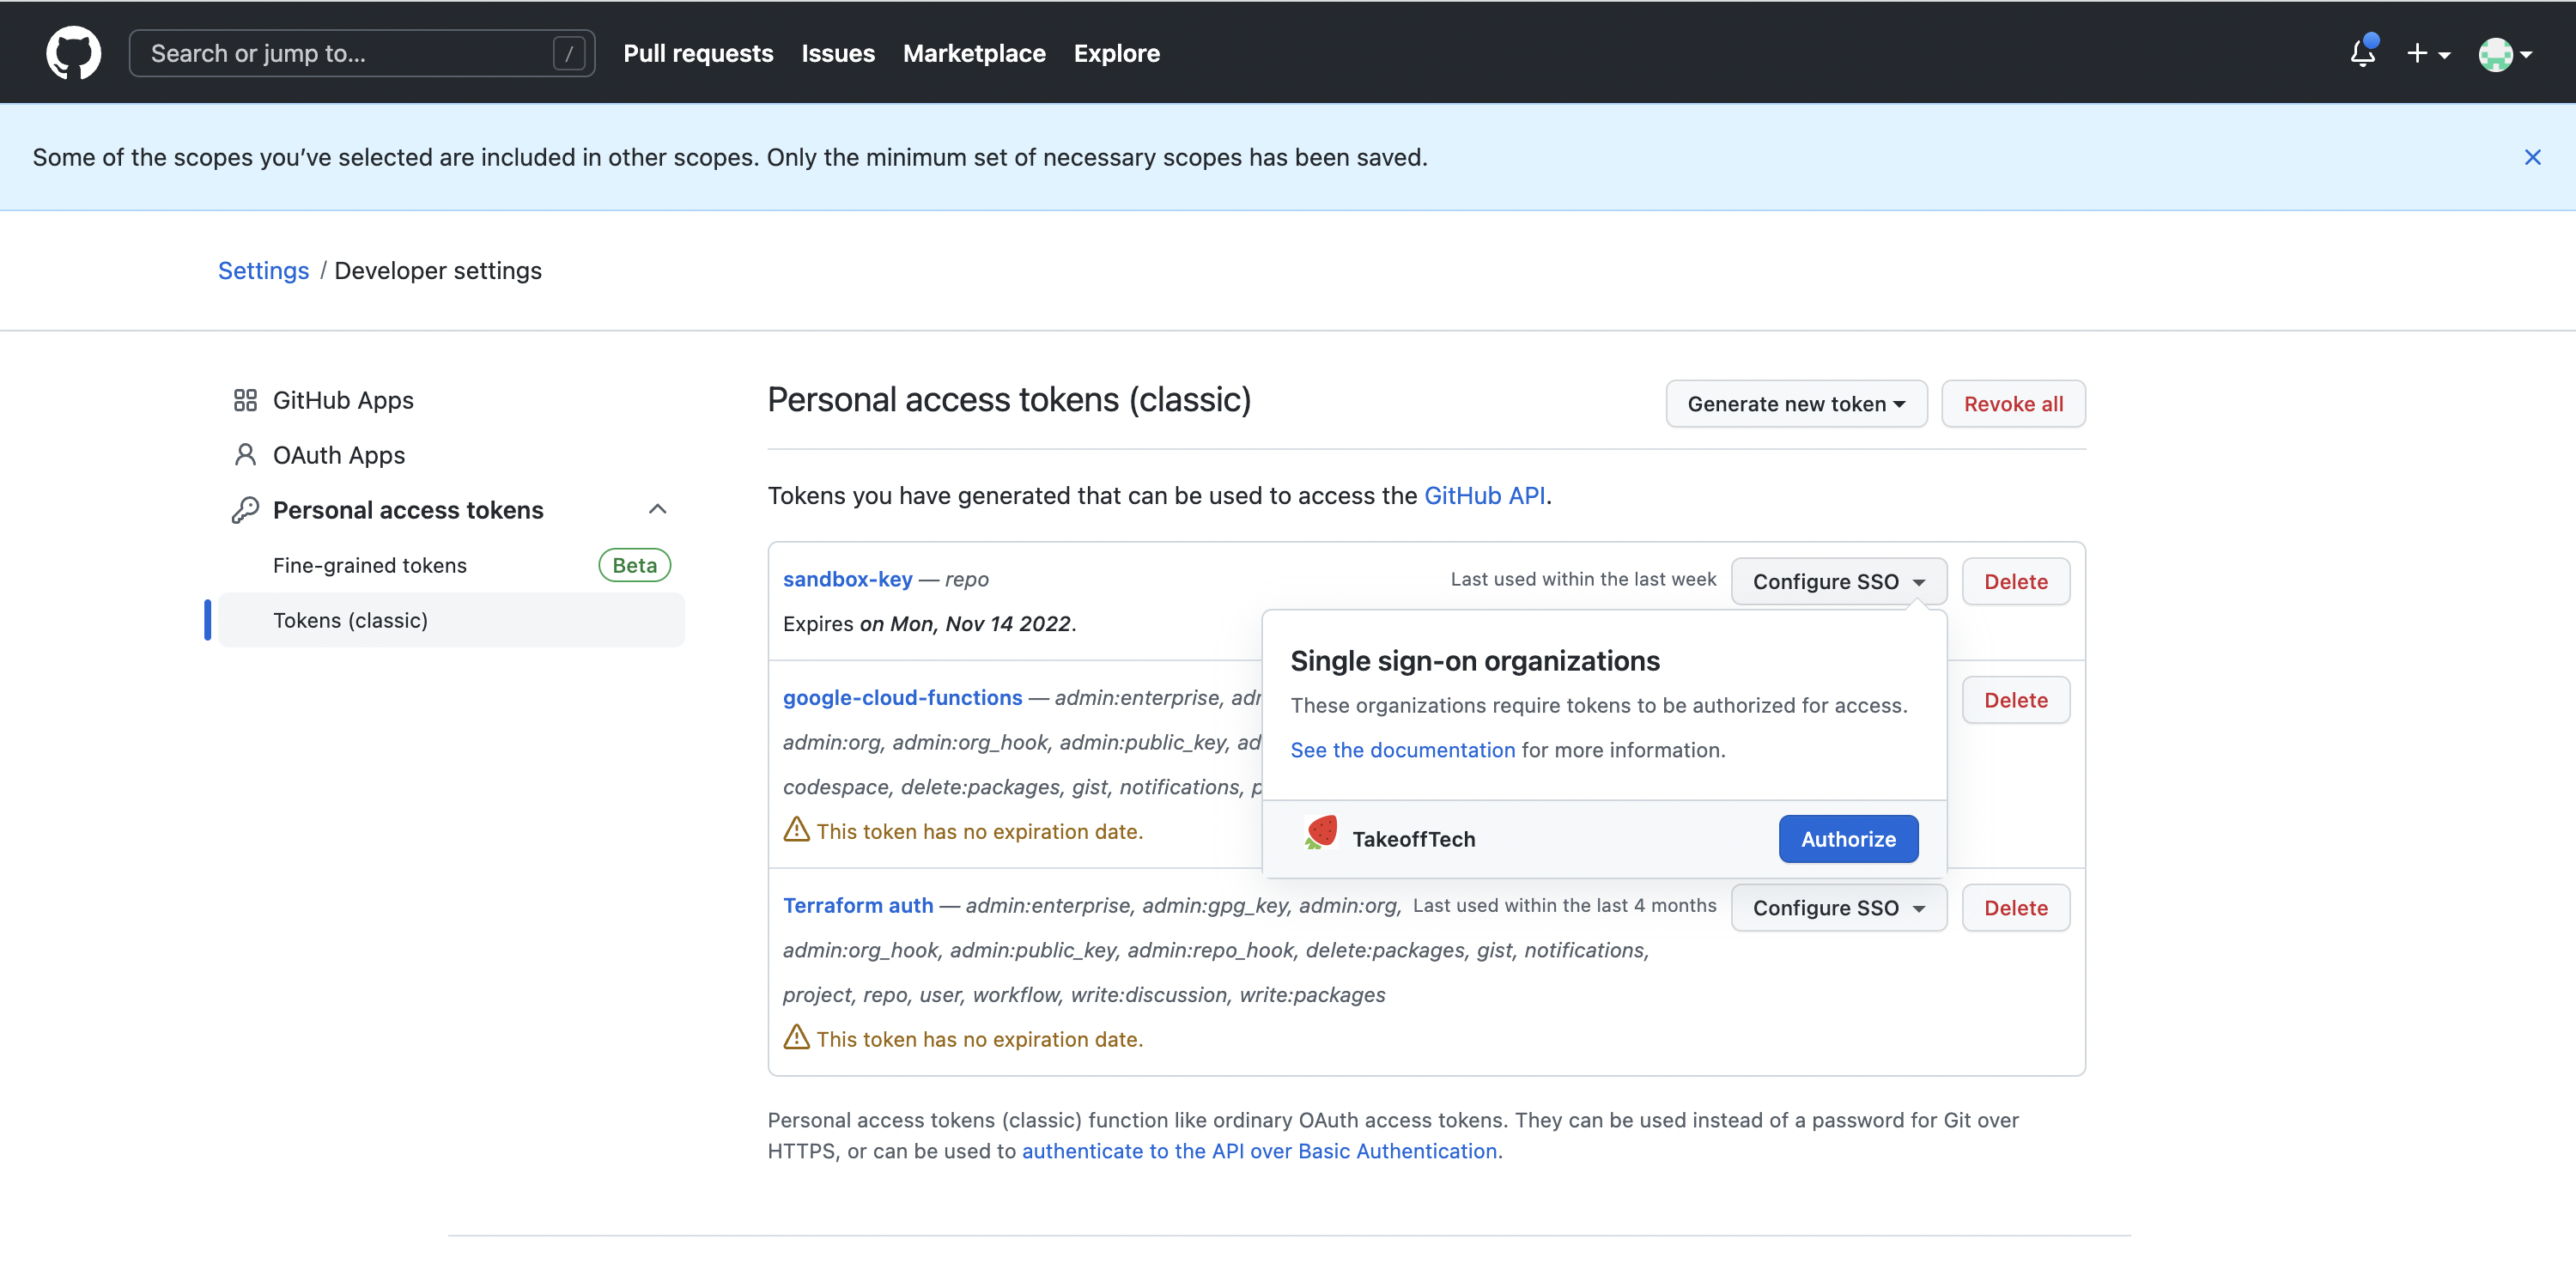 Search or jump to... /
Pull requests Issues Marketplace Explore
Some of the scopes you’ve selected are included in other scopes. Only the minimum set of necessary scopes has been saved.
Settings / Developer settings
GitHub Apps
OAuth Apps
Personal access tokens
Fine-grained tokens Beta
Tokens (classic)
Personal access tokens (classic)
Generate new token
Revoke all
Tokens you have generated that can be used to access the GitHub API.
sandbox-key — repo Last used within the last week Configure SSO Delete
Expires on Mon, Nov 14 2022.
Single sign-on organizations
These organizations require tokens to be authorized for access.
See the documentation for more information.
TakeoffTech Authorize
google-cloud-functions — admin:enterprise, Delete
admin:org, admin:org_hook, admin:public_key,
codespace, delete:packages, gist, notifications,
This token has no expiration date.
Terraform auth — admin:enterprise, admin:gpg_key, admin:org, Last used within the last 4 months Configure SSO Delete
admin:org_hook, admin:public_key, admin:repo_hook, delete:packages, gist, notifications,
project, repo, user, workflow, write:discussion, write:packages
This token has no expiration date.
Personal access tokens (classic) function like ordinary OAuth access tokens. They can be used instead of a password for Git over
HTTPS, or can be used to authenticate to the API over Basic Authentication.